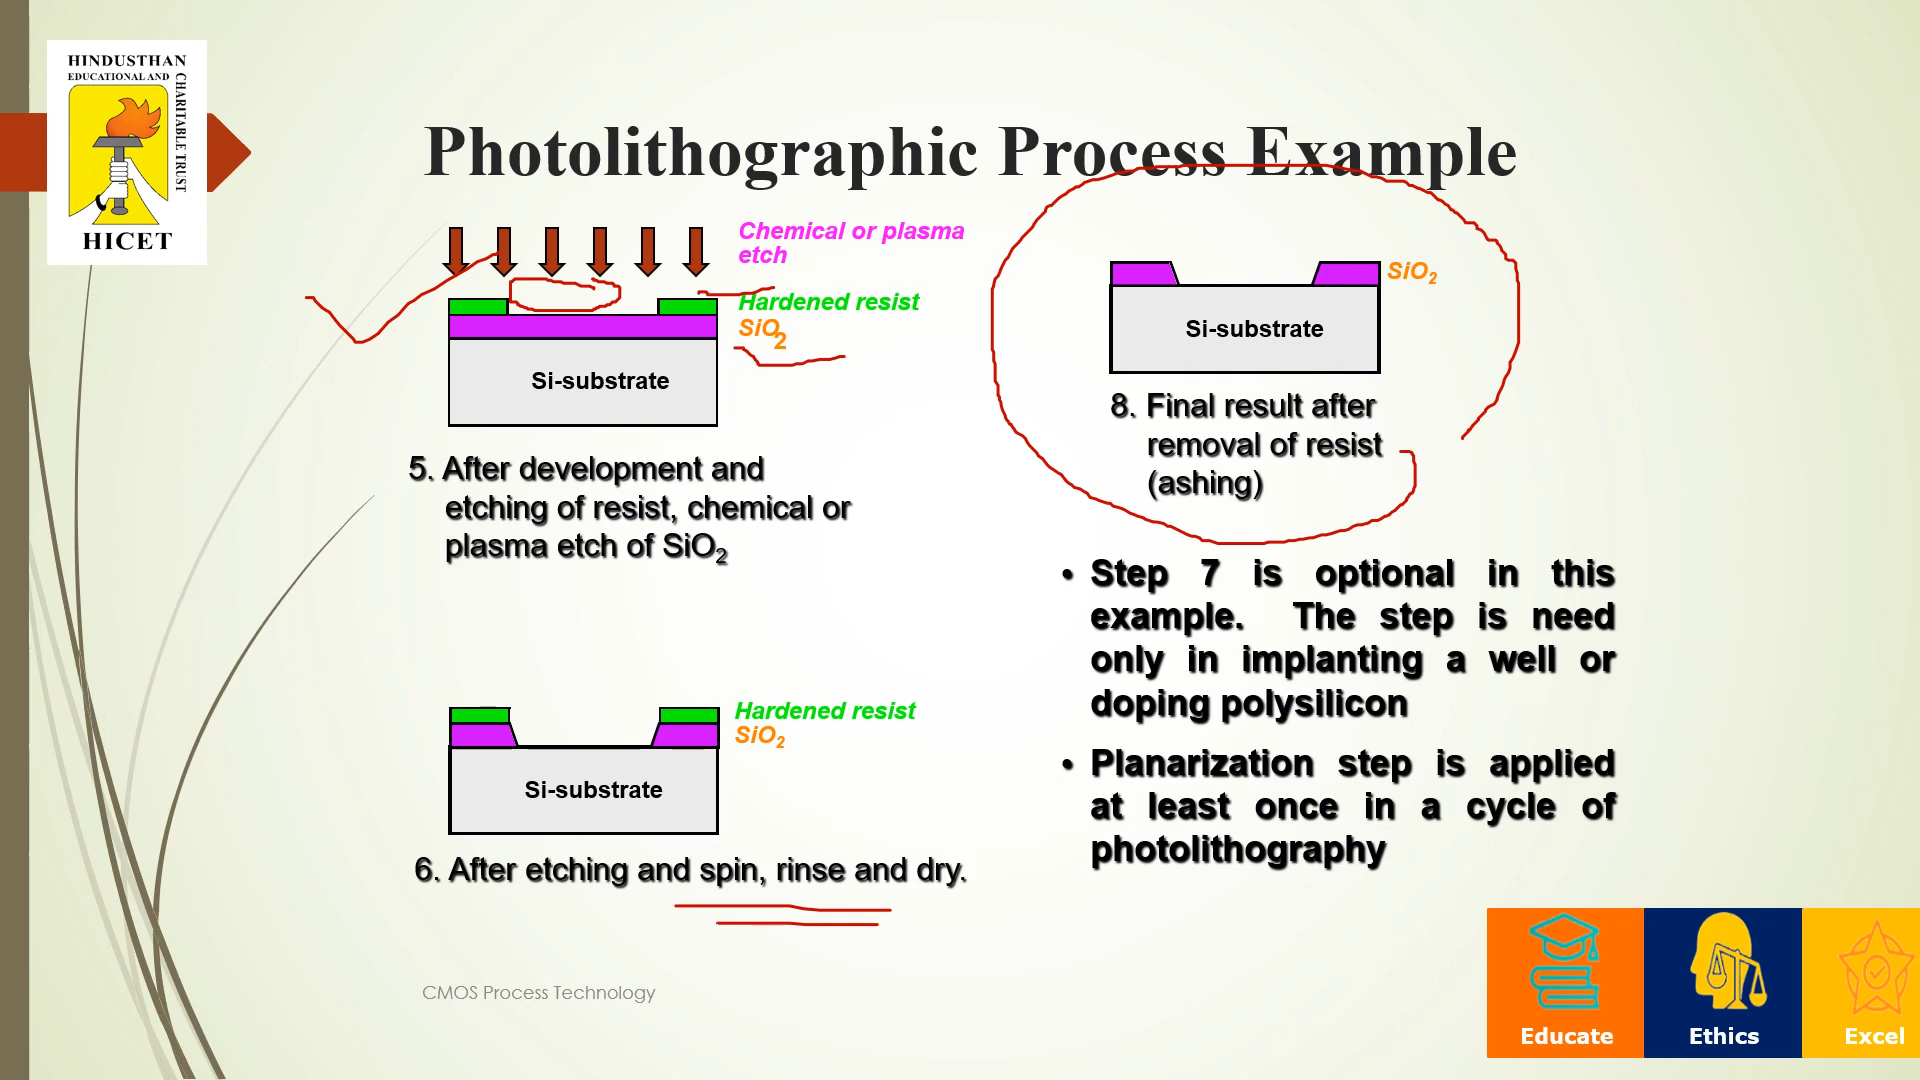 HINDUSTHAN
EDUCATIONAL AND
CHARITABLE TRUST
HICET
Photolithographic Process Example
Chemical or plasma
etch
Hardened resist
SiO2
Si-substrate
5. After development and
etching of resist, chemical or
plasma etch of SiO2
Hardened resist
SiO2
Si-substrate
6. After etching and spin, rinse and dry.
SiO2
Si-substrate
8. Final result after
removal of resist
(ashing)
• Step 7 is optional in this
example. The step is need
only in implanting a well or
doping polysilicon
• Planarization step is applied
at least once in a cycle of
photolithography
CMOS Process Technology
Educate
Ethics
Excel